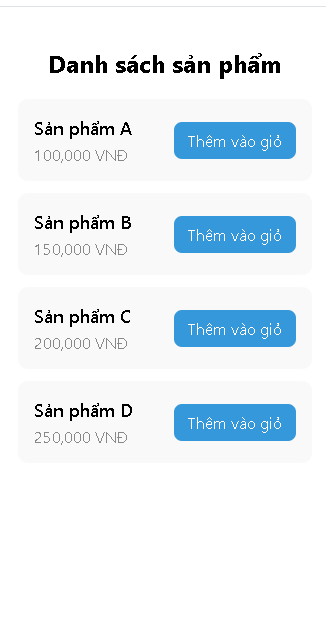 Danh sách sản phẩm
Sản phẩm A
100,000 VNĐ
Thêm vào giỏ
Sản phẩm B
150,000 VNĐ
Thêm vào giỏ
Sản phẩm C
200,000 VNĐ
Thêm vào giỏ
Sản phẩm D
250,000 VNĐ
Thêm vào giỏ